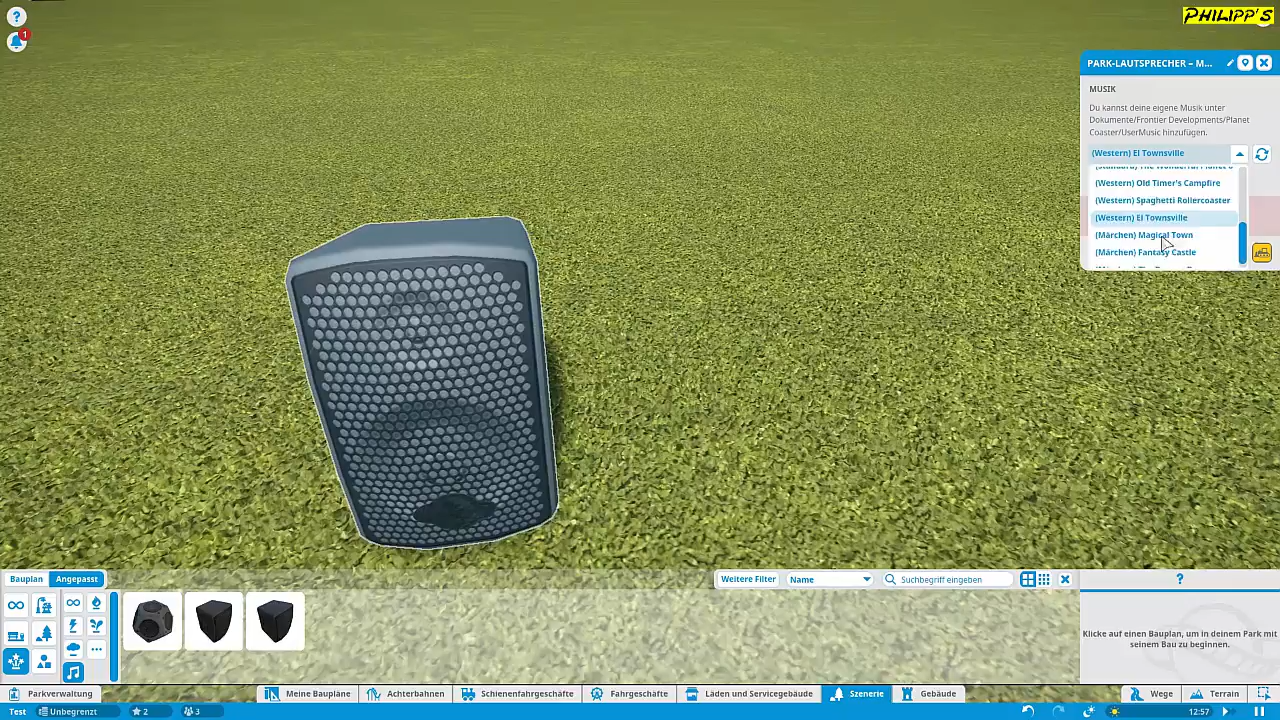 ?
1
PHILIPP'S
PARK-LAUTSPRECHER – M...
MUSIK
Du kannst deine eigene Musik unter
Dokumente/Frontier Developments/Planet
Coaster/UserMusic hinzufügen.
(Western) El Townsville
(Western) Old Timer's Campfire
(Western) Spaghetti Rollercoaster
(Western) El Townsville
(Märchen) Magical Town
(Märchen) Fantasy Castle
Bauplan
Angepasst
Weitere Filter
Name
Suchbegriff eingeben
?
Klicke auf einen Bauplan, um in deinem Park mit
seinem Bau zu beginnen.
Parkverwaltung
Meine Baupläne
Achterbahnen
Schienenfahrgeschäfte
Fahrgeschäfte
Läden und Servicegebäude
Szenerie
Gebäude
Wege
Terrain
Test
Unbegrenzt
2
3
12:57